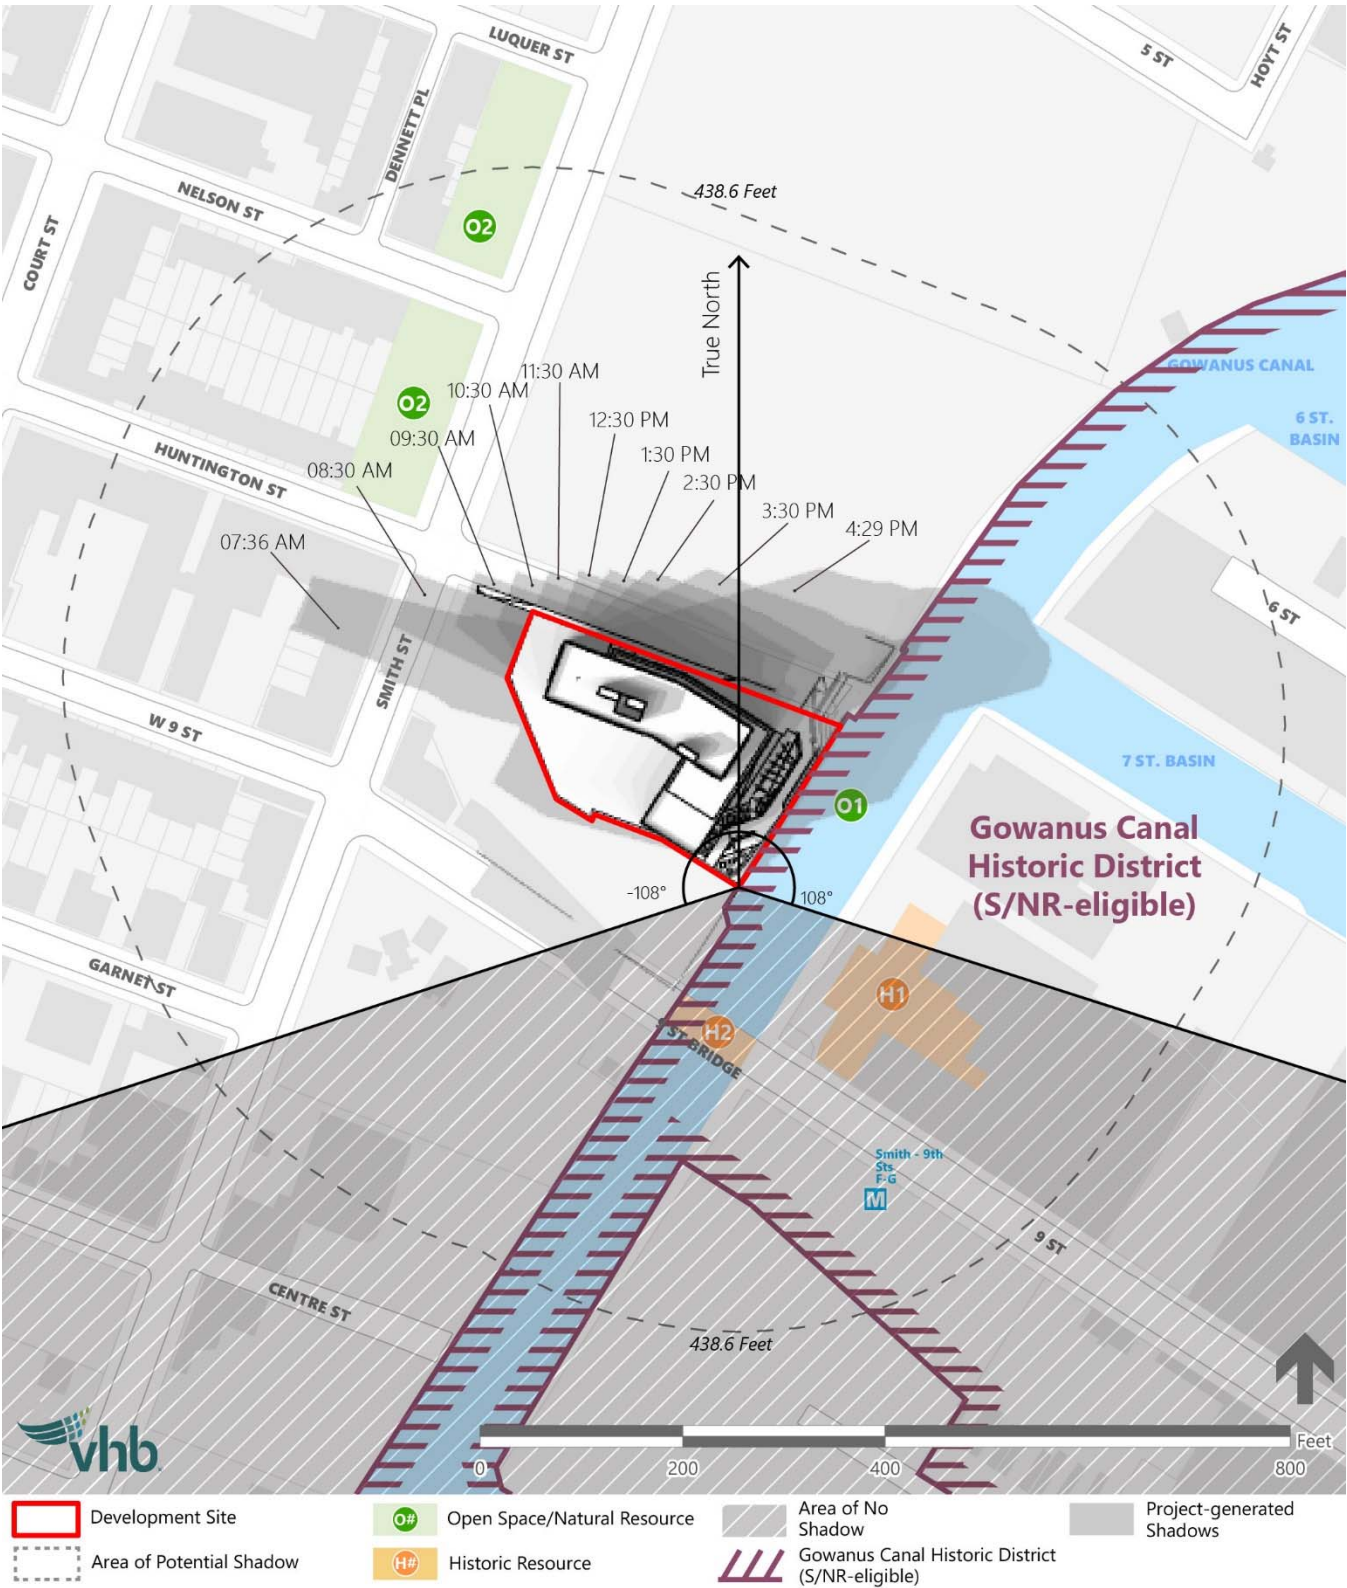 LUQUER ST
5 ST
HOYT ST
DENNETT PL
NELSON ST
COURT ST
438.6 Feet
O2
True North
GOWANUS CANAL
6 ST.
BASIN
11:30 AM
10:30 AM
O2
12:30 PM
09:30 AM
1:30 PM
HUNTINGTON ST
08:30 AM
2:30 PM
3:30 PM
4:29 PM
07:36 AM
6 ST
SMITH ST
W 9 ST
7 ST. BASIN
O1
Gowanus Canal
Historic District
(S/NR-eligible)
-108°
108°
GARNET ST
H1
H2
9 ST BRIDGE
Smith - 9th
Sts
F-G
M
9 ST
CENTRE ST
438.6 Feet
vhb
Feet
0 200 400 800
Development Site
O# Open Space/Natural Resource
Area of No
Shadow
Project-generated
Shadows
Area of Potential Shadow
H# Historic Resource
Gowanus Canal Historic District
(S/NR-eligible)